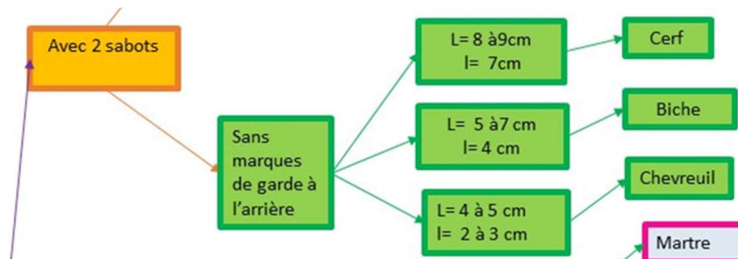 Avec 2 sabots
Sans
marques
de garde à
l'arrière
L= 8 à9cm
l= 7cm
Cerf
L= 5 à7 cm
l= 4 cm
Biche
L= 4 à 5 cm
l= 2 à 3 cm
Chevreuil
Martre